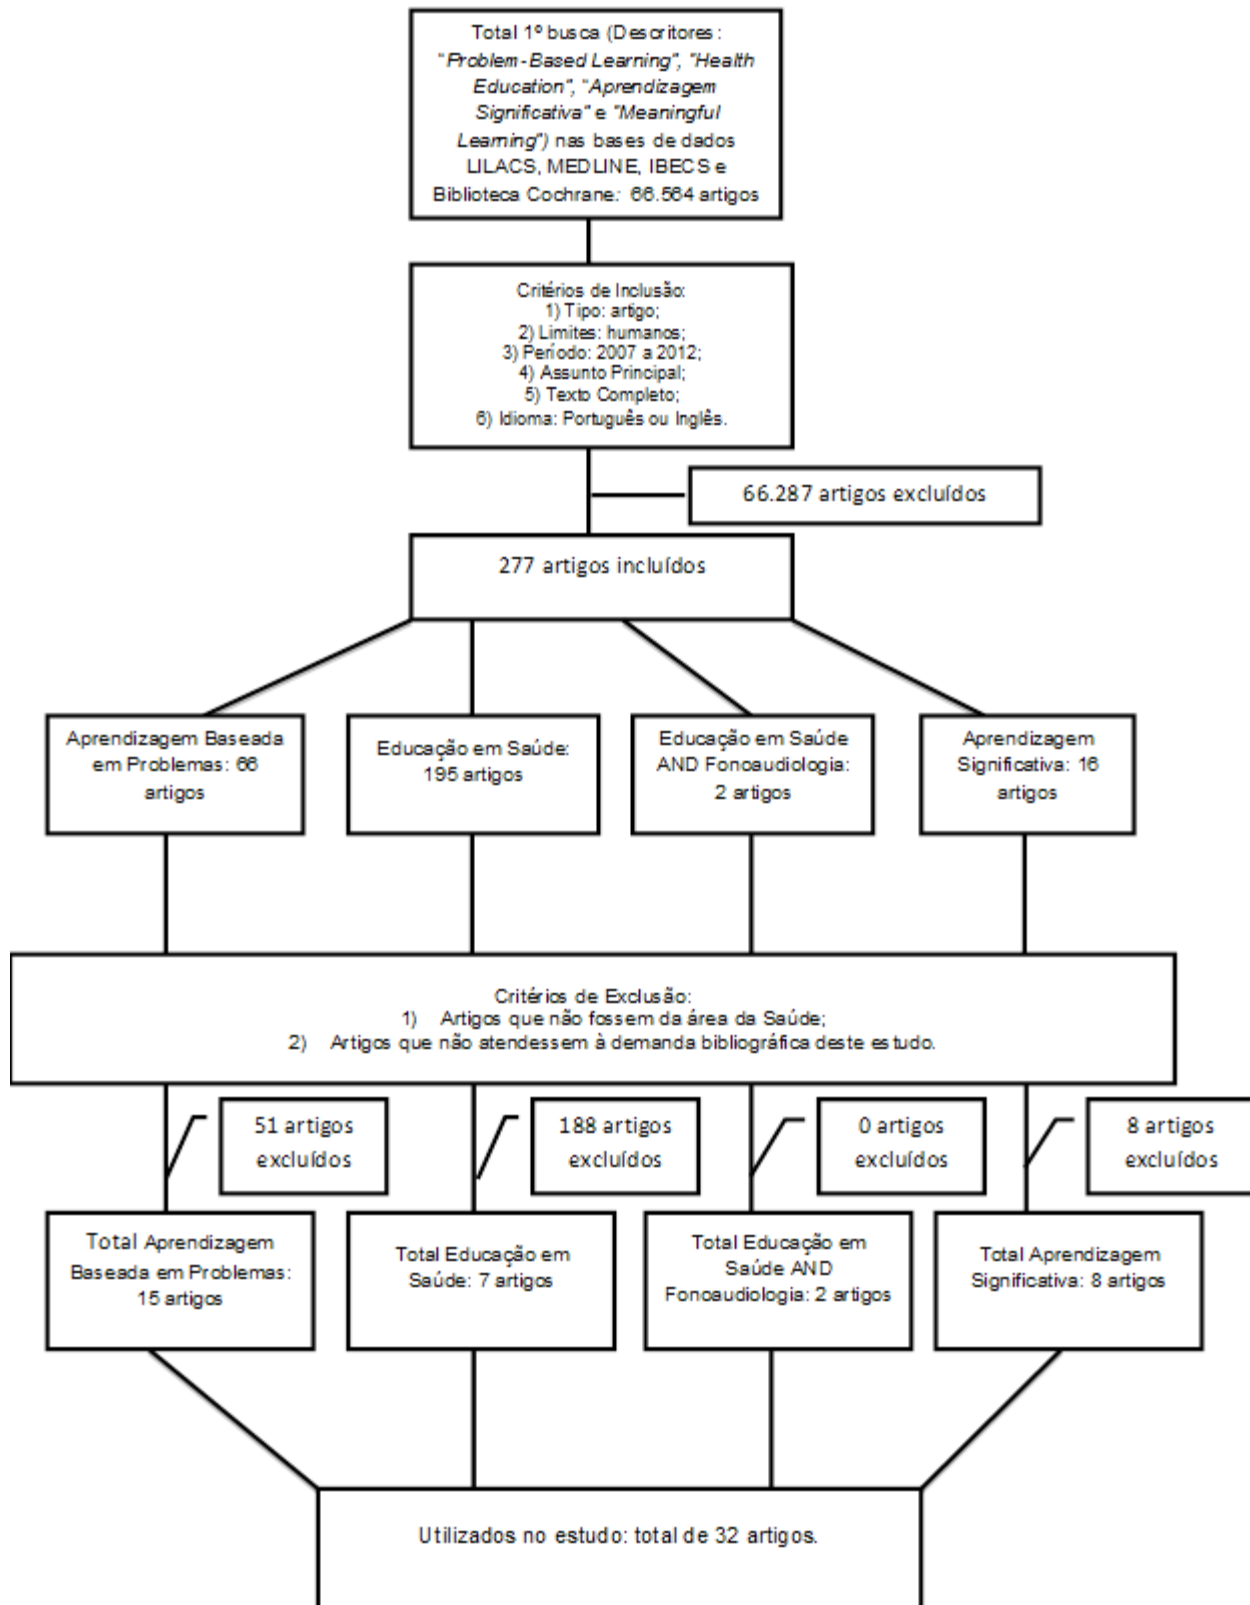 Total 1º busca (Descritores:
“Problem-Based Learning”, "Health
Education", “Aprendizagem
Significativa" e "Meaningful
Learning") nas bases de dados
LILACS, MEDLINE, IBECS e
Biblioteca Cochrane: 66.564 artigos
Critérios de Inclusão:
1) Tipo: artigo;
2) Limites: humanos;
3) Período: 2007 a 2012;
4) Assunto Principal;
5) Texto Completo;
6) Idioma: Português ou Inglês.
66.287 artigos excluídos
277 artigos incluídos
Aprendizagem Baseada
em Problemas: 66
artigos
Educação em Saúde:
195 artigos
Educação em Saúde
AND Fonoaudiologia:
2 artigos
Aprendizagem
Significativa: 16
artigos
Critérios de Exclusão:
1) Artigos que não fossem da área da Saúde;
2) Artigos que não atendessem à demanda bibliográfica deste estudo.
51 artigos
excluídos
188 artigos
excluídos
0 artigos
excluídos
8 artigos
excluídos
Total Aprendizagem
Baseada em Problemas:
15 artigos
Total Educação em
Saúde: 7 artigos
Total Educação em
Saúde AND
Fonoaudiologia: 2 artigos
Total Aprendizagem
Significativa: 8 artigos
Utilizados no estudo: total de 32 artigos.